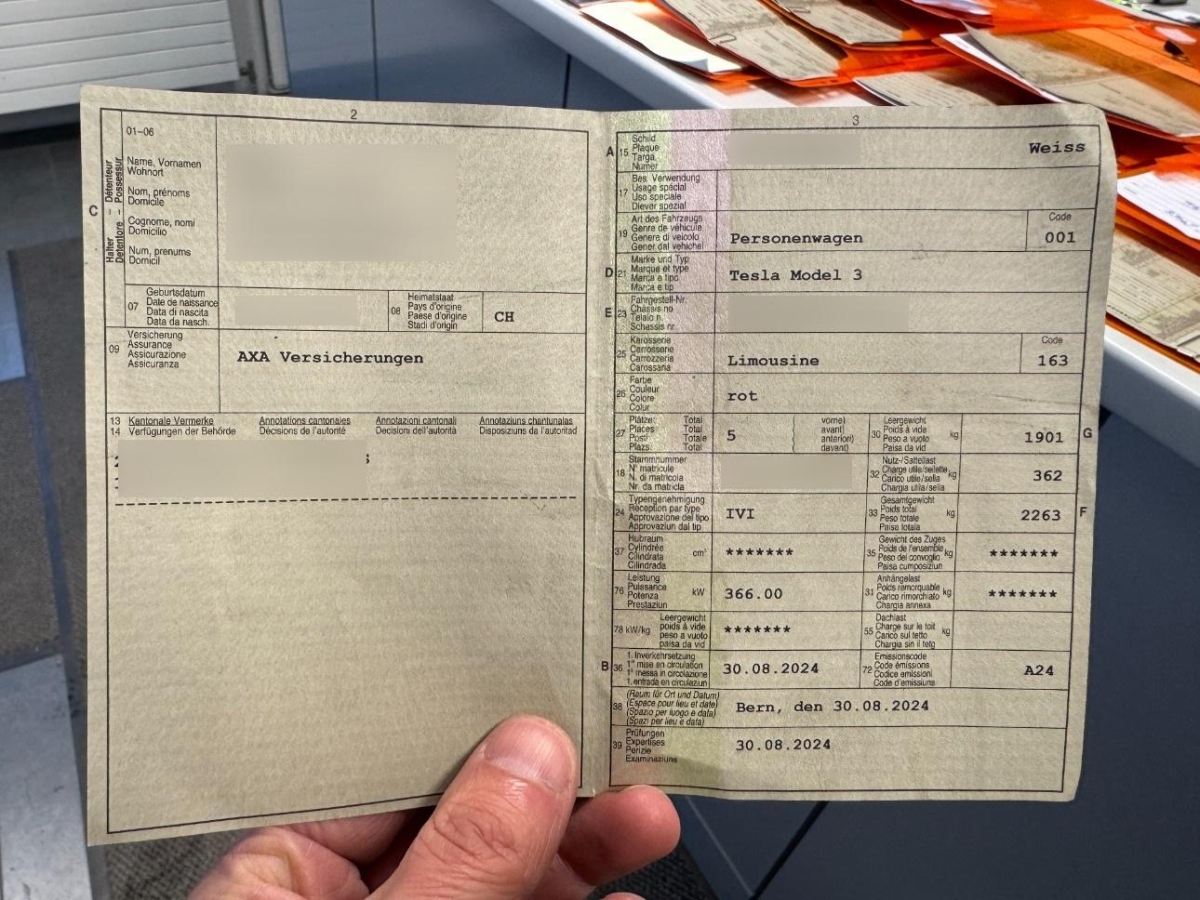 2
01-06
Halter Détenteur
Detentore Possessur
C
Name, Vornamen
Wohnort
Nom, prénoms
Domicile
Cognome, nomi
Domicilio
Num, prenums
Domicil
07
Geburtsdatum
Date de naissance
Data di nascita
Data da nasch.
08
Heimatstaat
Pays d'origine
Paese d'origine
Stadi d'origin
CH
09
Versicherung
Assurance
Assicurazione
Assicuranza
AXA Versicherungen
13 Kantonale Vermerke Annotations cantonales Annotazioni cantonali Annotaziuns chantunalas
14 Verfügungen der Behörde Décisions de l'autorité Decisioni dell'autorità Disposiziuns da l'autoritad
3
A 15
Schild
Plaque
Targa
Numer
Weiss
17
Bes. Verwendung
Usage spécial
Uso speciale
Diever spezial
19
Art des Fahrzeugs
Genre de véhicule
Genere di veicolo
Gener dal vehichel
Personenwagen
Code
001
D 21
Marke und Typ
Marque et type
Marca e tipo
Marca e tip
Tesla Model 3
E 23
Fahrgestell-Nr.
Châssis no
Telaio n.
Schassis nr.
25
Karosserie
Carrosserie
Carrozzeria
Carossaria
Limousine
Code
163
26
Farbe
Couleur
Colore
Colur
rot
27
Plätze: Total
Places: Total
Posti: Totale
Plazs: Total
5
vorne)
avant)
anteriori)
davant)
30
Leergewicht
Poids à vide
Peso a vuoto
Paisa da vid
kg
1901
G
18
Stammnummer
N° matricule
N. di matricola
Nr. da matricla
32
Nutz-/Sattellast
Charge utile/sellette
Carico utile/sella
Chargia utila/sella
kg
362
24
Typengenehmigung
Réception par type
Approvazione del tipo
Approvaziun dal tip
IVI
33
Gesamtgewicht
Poids total
Peso totale
Paisa totala
kg
2263
F
37
Hubraum
Cylindrée
Cilindrata
Cilindrada
cm³
*******
35
Gewicht des Zuges
Poids de l'ensemble
Peso del convoglio
Paisa cumposiziun
kg
*******
76
Leistung
Puissance
Potenza
Prestaziun
kW
366.00
31
Anhängelast
Poids remorquable
Carico rimorchiato
Chargia annexa
kg
*******
78 kW/kg
Leergewicht
poids à vide
peso a vuoto
paisa da vid
*******
55
Dachlast
Charge sur le toit
Carico sul tetto
Chargia sin il tetg
kg
B 36
1. Inverkehrsetzung
1re mise en circulation
1a messa in circolazione
1. entrada en circulaziun
30.08.2024
72
Emissionscode
Code émissions
Codice emissioni
Code d'emissiuns
A24
38
(Raum für Ort und Datum)
(Espace pour lieu et date)
(Spazio per luogo e data)
(Spazi per lieu e data)
Bern, den 30.08.2024
39
Prüfungen
Expertises
Perizie
Examinaziuns
30.08.2024